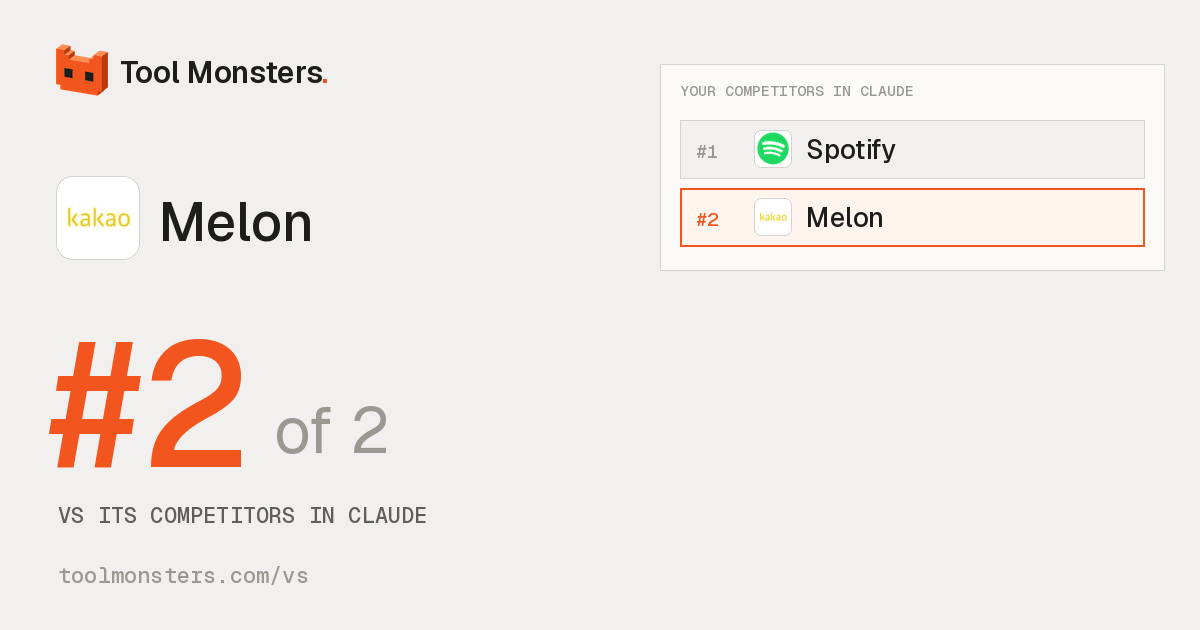 Tool Monsters.
kakao
Melon
#2 of 2
VS ITS COMPETITORS IN CLAUDE
toolmonsters.com/vs
YOUR COMPETITORS IN CLAUDE
#1 Spotify
#2 kakao Melon